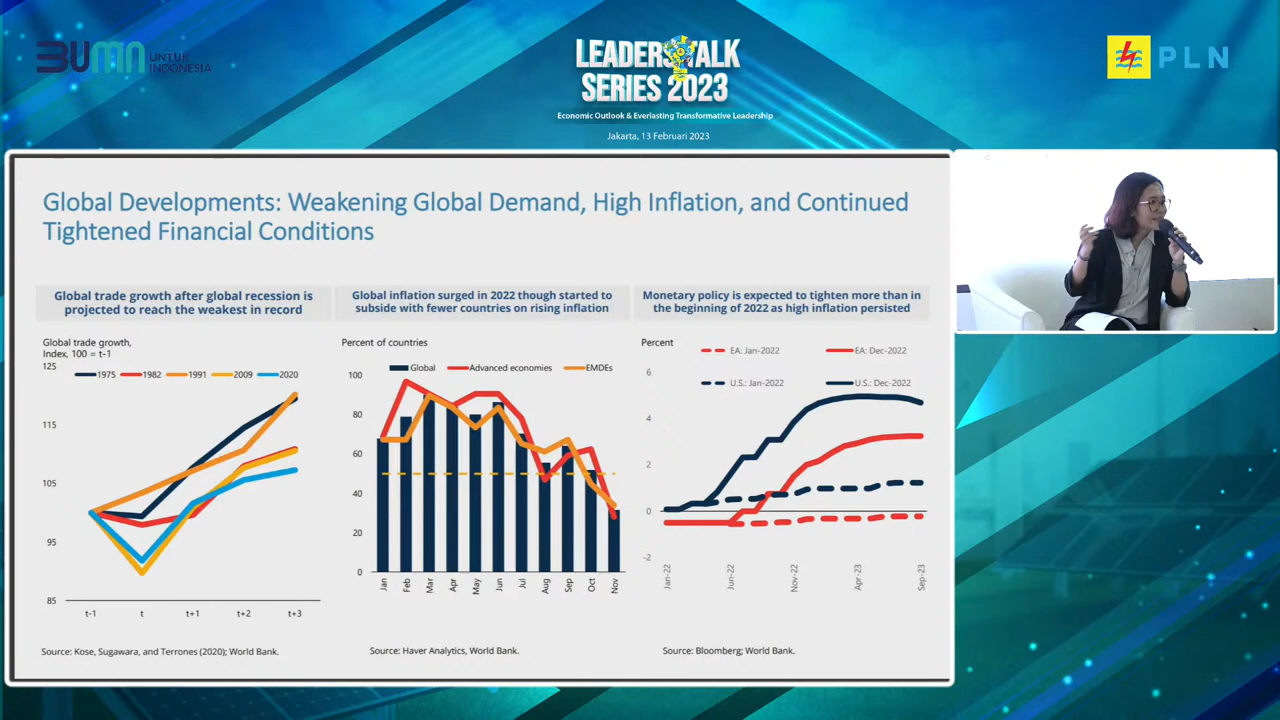 BUMN
UNTUK
INDONESIA
LEADERS TALK
SERIES 2023
Economic Outlook & Everlasting Transformative Leadership
Jakarta, 13 Februari 2023
PLN
Global Developments: Weakening Global Demand, High Inflation, and Continued
Tightened Financial Conditions
Global trade growth after global recession is
projected to reach the weakest in record
Global trade growth,
Index, 100 = t-1
125
1975 1982 1991 2009 2020
115
105
95
85
t-1 t t+1 t+2 t+3
Source: Kose, Sugawara, and Terrones (2020); World Bank.
Global inflation surged in 2022 though started to
subside with fewer countries on rising inflation
Percent of countries
Global Advanced economies EMDEs
100
80
60
40
20
0
Jan Feb Mar Apr May Jun Jul Aug Sep Oct Nov
Source: Haver Analytics, World Bank.
Monetary policy is expected to tighten more than in
the beginning of 2022 as high inflation persisted
Percent
EA: Jan-2022 EA: Dec-2022
U.S.: Jan-2022 U.S.: Dec-2022
6
4
2
0
-2
Jan-22 Jun-22 Nov-22 Apr-23 Sep-23
Source: Bloomberg; World Bank.